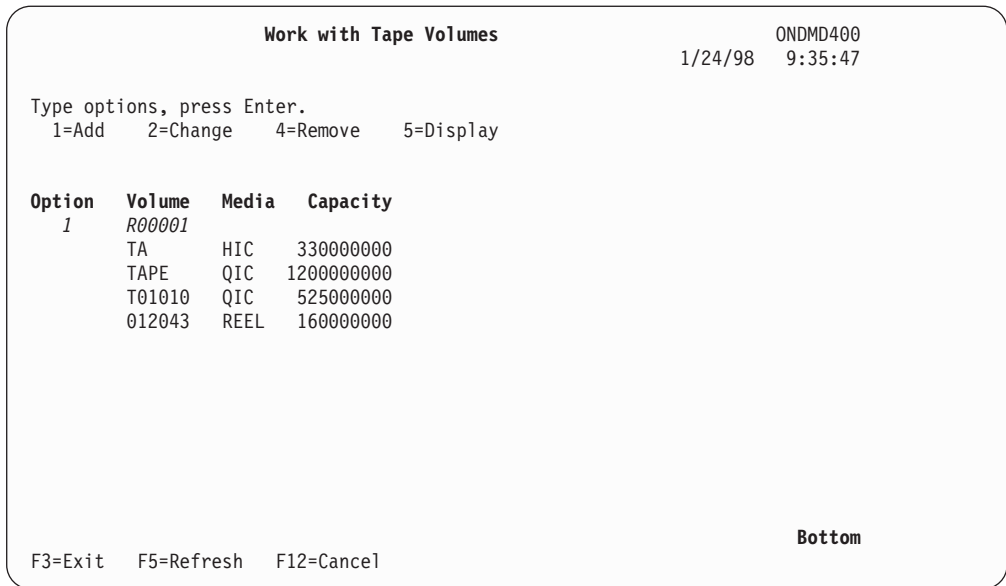 Work with Tape Volumes ONDMD400
1/24/98 9:35:47
Type options, press Enter.
1=Add 2=Change 4=Remove 5=Display
Option Volume Media Capacity
1 R00001
TA HIC 330000000
TAPE QIC 1200000000
T01010 QIC 525000000
012043 REEL 160000000
Bottom
F3=Exit F5=Refresh F12=Cancel